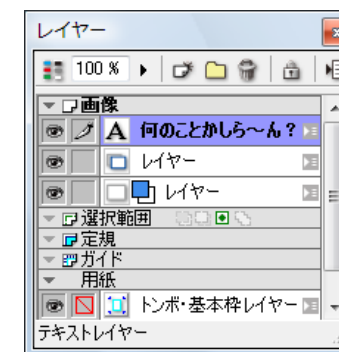 レイヤー
100 %
画像
A 何のことかしら～ん?
レイヤー
レイヤー
選択範囲
定規
ガイド
用紙
トンボ・基本枠レイヤー
テキストレイヤー